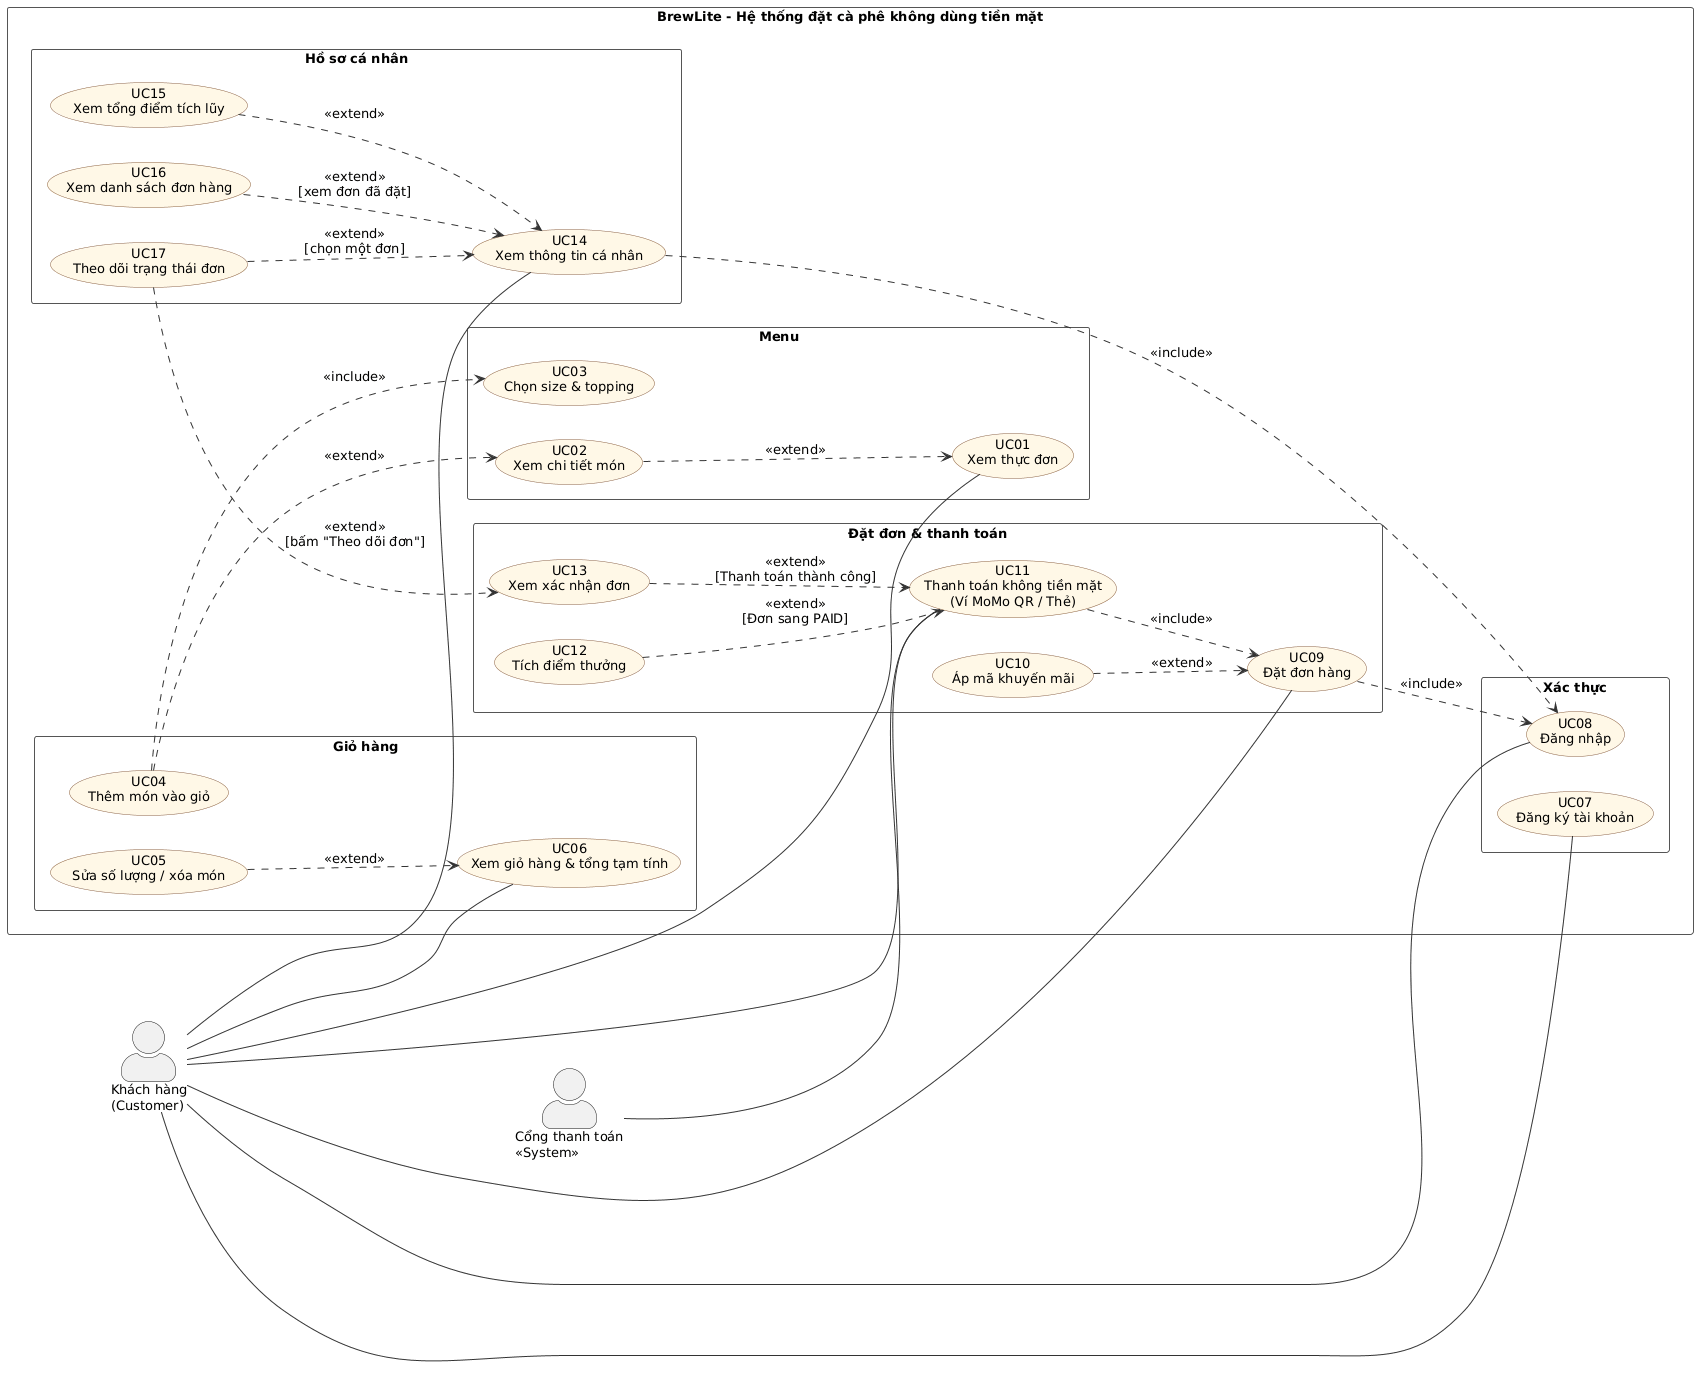 BrewLite - Hệ thống đặt cà phê không dùng tiền mặt
Hồ sơ cá nhân
UC15
Xem tổng điểm tích lũy
«extend»
UC16
Xem danh sách đơn hàng
«extend»
[xem đơn đã đặt]
UC17
Theo dõi trạng thái đơn
«extend»
[chọn một đơn]
UC14
Xem thông tin cá nhân
«include»
Menu
UC03
Chọn size & topping
«include»
UC02
Xem chi tiết món
«extend»
«extend»
UC01
Xem thực đơn
«extend»
[bấm "Theo dõi đơn"]
Đặt đơn & thanh toán
UC13
Xem xác nhận đơn
«extend»
[Thanh toán thành công]
UC11
Thanh toán không tiền mặt
(Ví MoMo QR / Thẻ)
«extend»
[Đơn sang PAID]
UC12
Tích điểm thưởng
«include»
UC10
Áp mã khuyến mãi
«extend»
UC09
Đặt đơn hàng
«include»
Xác thực
UC08
Đăng nhập
UC07
Đăng ký tài khoản
Giỏ hàng
UC04
Thêm món vào giỏ
UC05
Sửa số lượng / xóa món
«extend»
UC06
Xem giỏ hàng & tổng tạm tính
Khách hàng
(Customer)
Cổng thanh toán
«System»